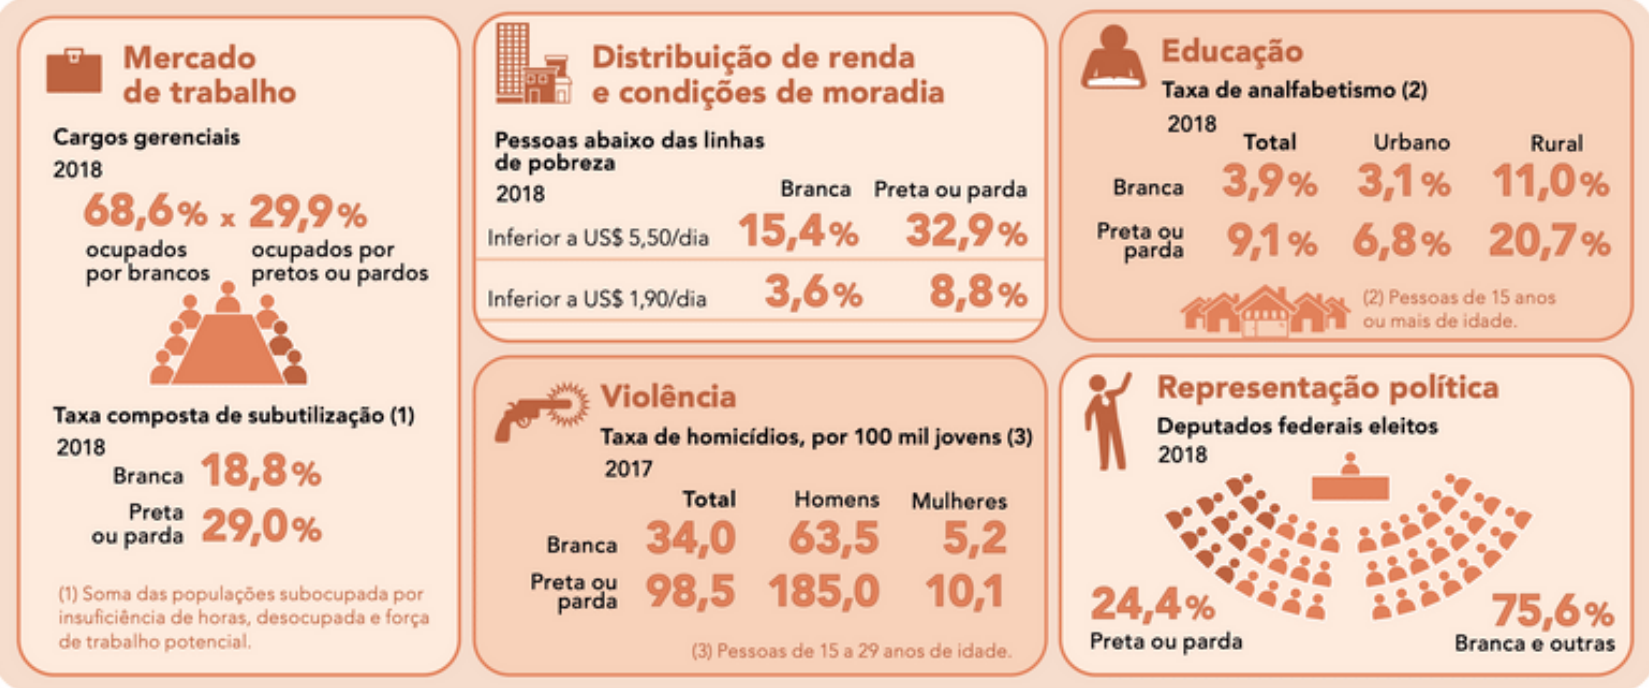 Mercado
de trabalho
Cargos gerenciais
2018
68,6% x 29,9%
ocupados
por brancos
ocupados por
pretos ou pardos
Taxa composta de subutilização (1)
2018
Branca 18,8%
Preta
ou parda 29,0%
(1) Soma das populações subocupada por
insuficiência de horas, desocupada e força
de trabalho potencial.
Distribuição de renda
e condições de moradia
Pessoas abaixo das linhas
de pobreza
2018
Branca Preta ou parda
Inferior a US$ 5,50/dia 15,4% 32,9%
Inferior a US$ 1,90/dia 3,6% 8,8%
Educação
Taxa de analfabetismo (2)
2018
Total Urbano Rural
Branca 3,9% 3,1% 11,0%
Preta ou
parda 9,1% 6,8% 20,7%
(2) Pessoas de 15 anos
ou mais de idade.
Violência
Taxa de homicídios, por 100 mil jovens (3)
2017
Total Homens Mulheres
Branca 34,0 63,5 5,2
Preta ou
parda 98,5 185,0 10,1
(3) Pessoas de 15 a 29 anos de idade.
Representação política
Deputados federais eleitos
2018
24,4%
Preta ou parda
75,6%
Branca e outras